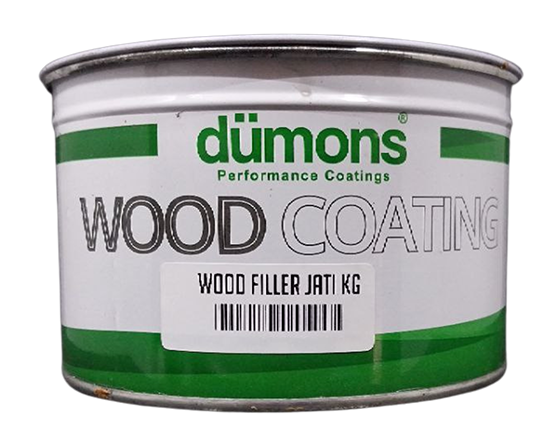 dümons®
Performance Coatings
WOOD COATING
WOOD FILLER JATI KG